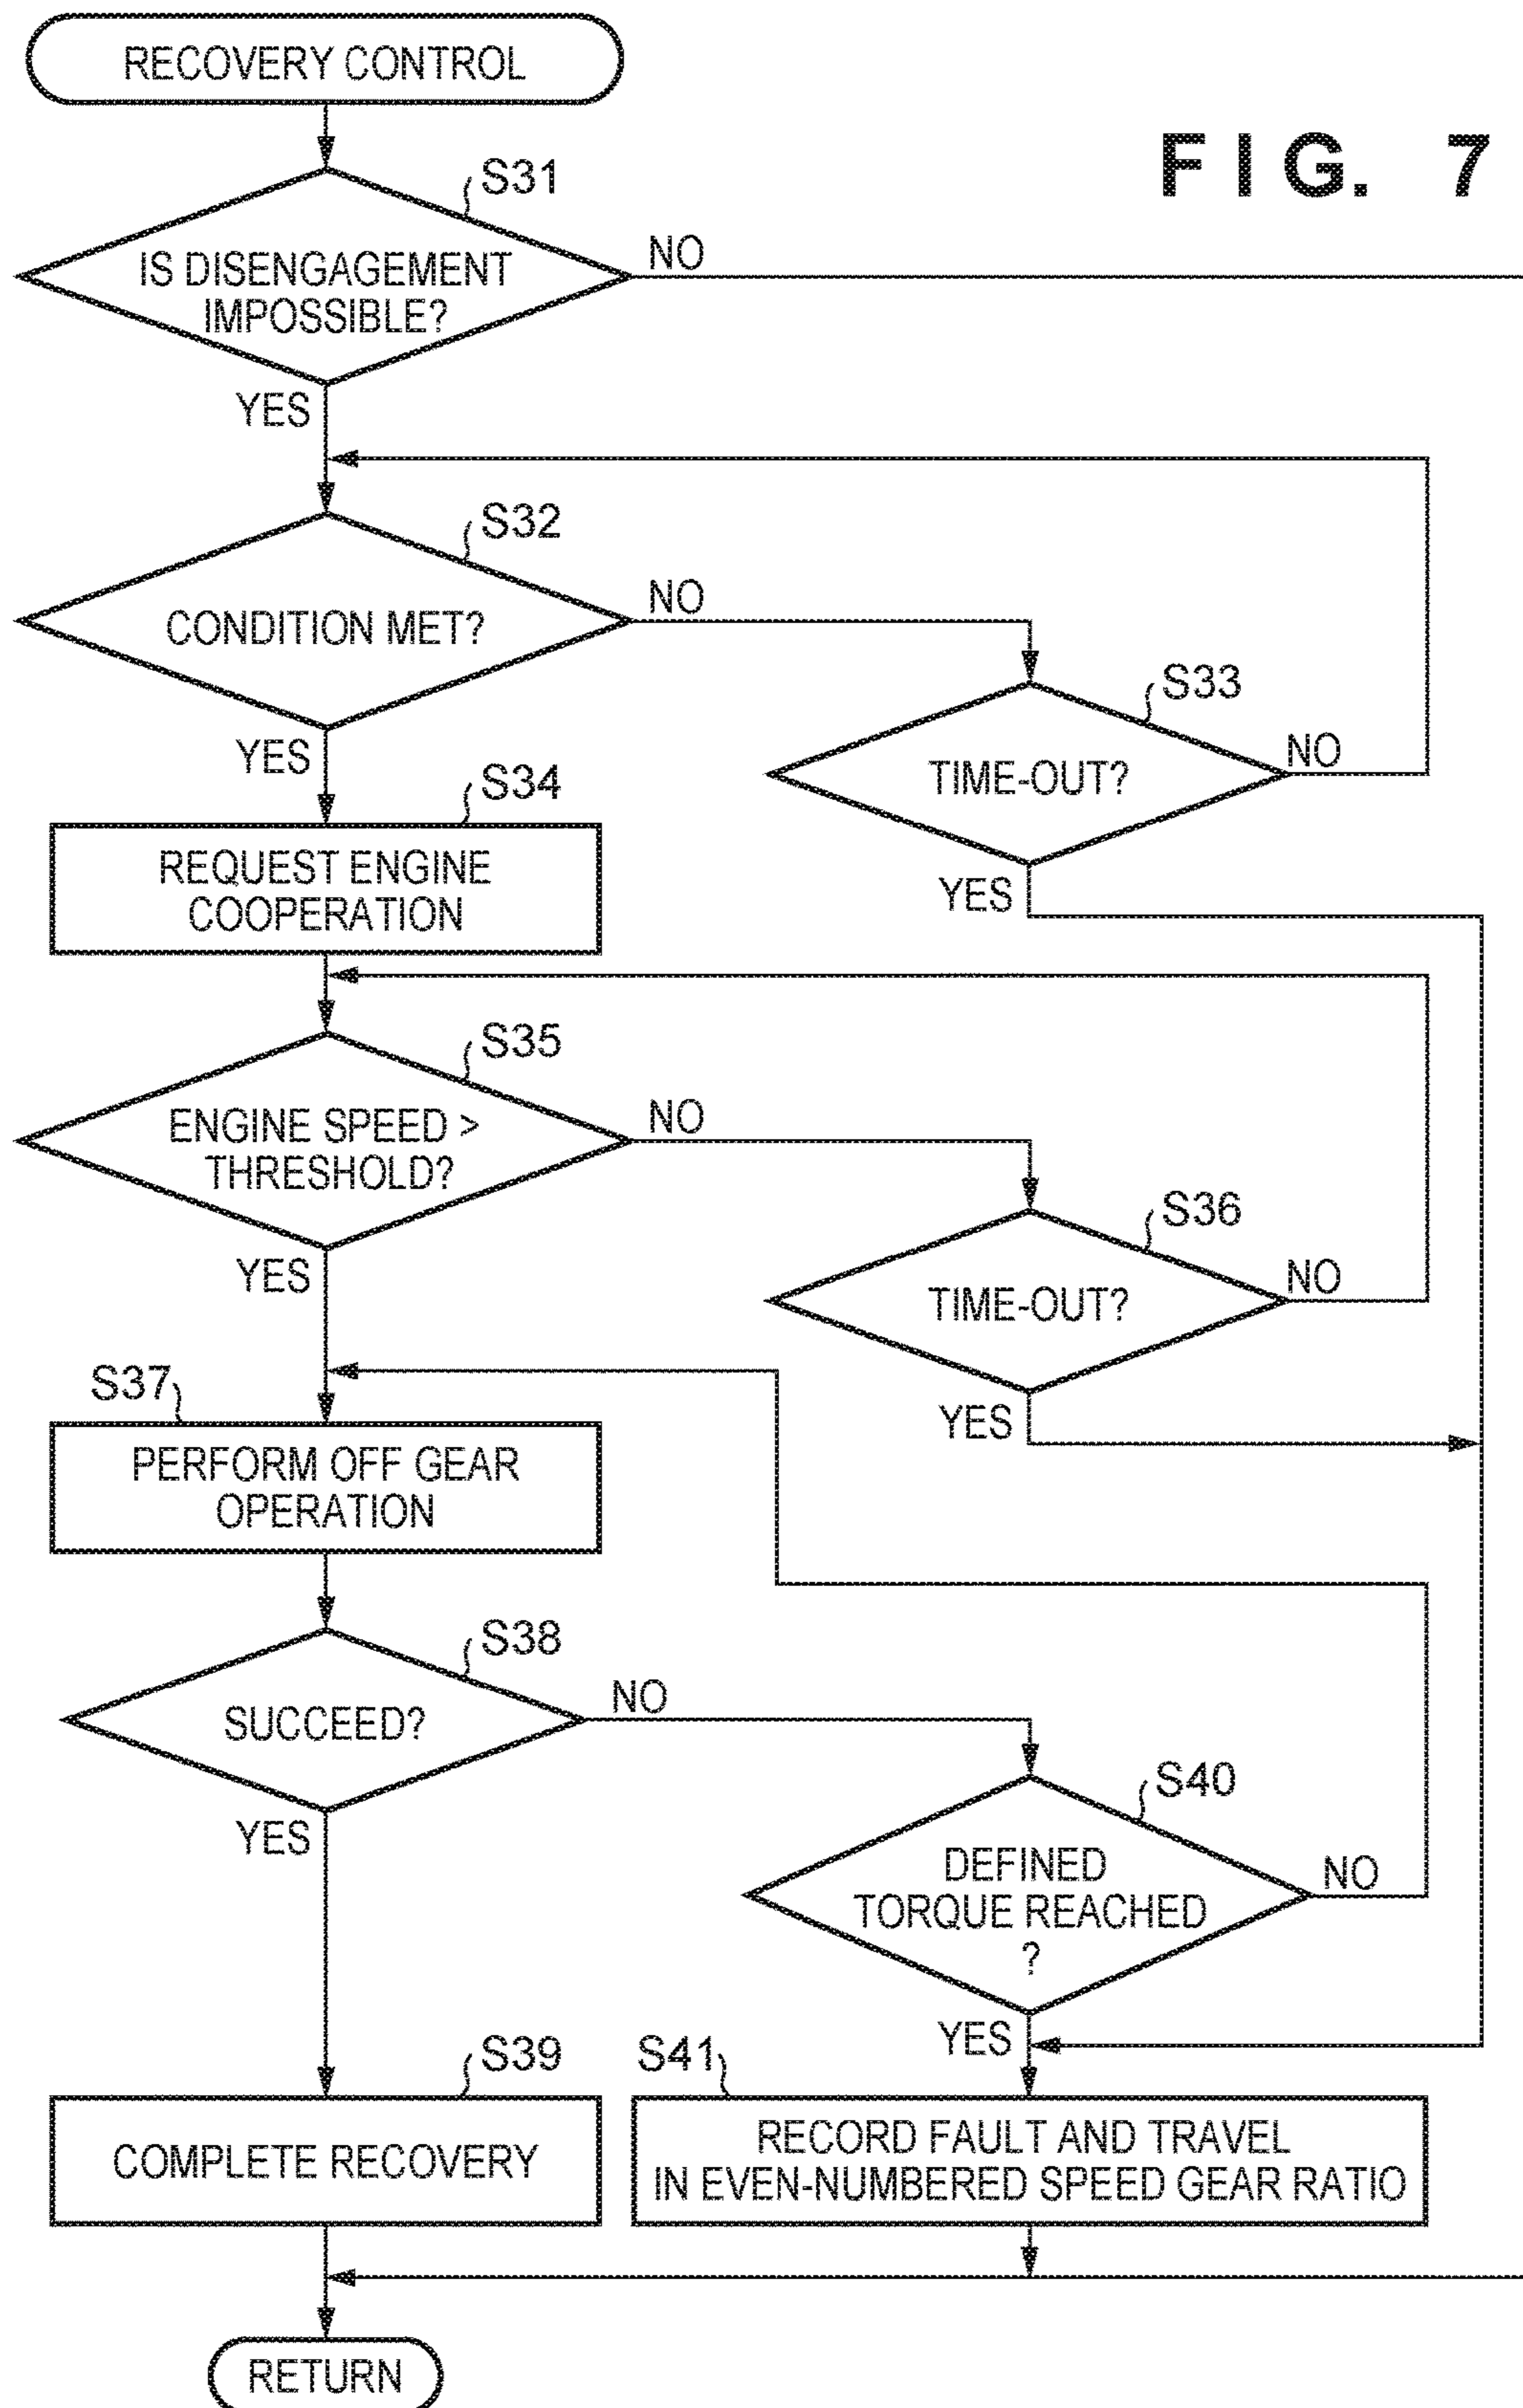 RECOVERY CONTROL
FIG. 7
S31
IS DISENGAGEMENT
IMPOSSIBLE?
NO
YES
S32
CONDITION MET?
NO
S33
TIME-OUT?
NO
YES
YES
S34
REQUEST ENGINE
COOPERATION
S35
ENGINE SPEED >
THRESHOLD?
NO
S36
TIME-OUT?
NO
YES
YES
S37
PERFORM OFF GEAR
OPERATION
S38
SUCCEED?
NO
S40
DEFINED
TORQUE REACHED
?
NO
YES
YES
S39
COMPLETE RECOVERY
S41
RECORD FAULT AND TRAVEL
IN EVEN-NUMBERED SPEED GEAR RATIO
RETURN